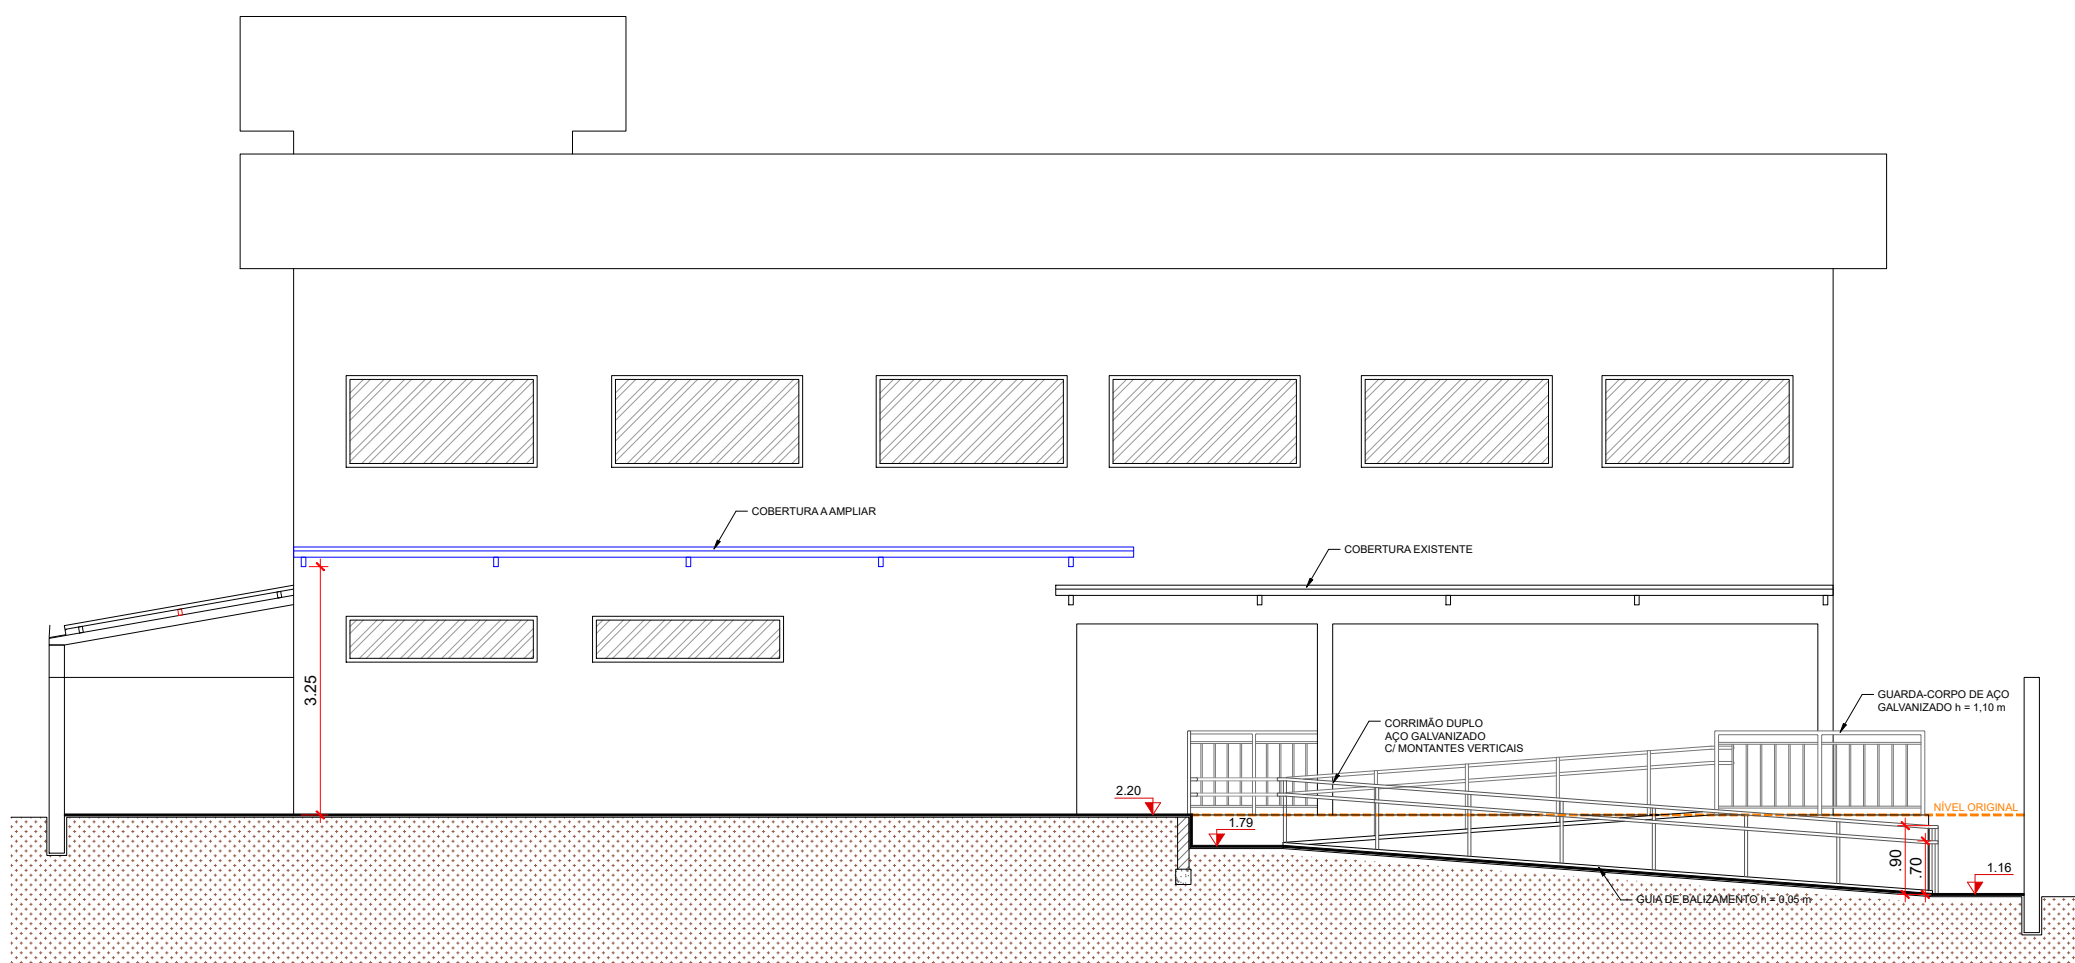 COBERTURA A AMPLIAR
COBERTURA EXISTENTE
3.25
GUARDA-CORPO DE AÇO
GALVANIZADO h = 1,10 m
CORRIMÃO DUPLO
AÇO GALVANIZADO
C/ MONTANTES VERTICAIS
2.20
NÍVEL ORIGINAL
1.79
.90
.70
1.16
GUIA DE BALIZAMENTO h = 0,05 m